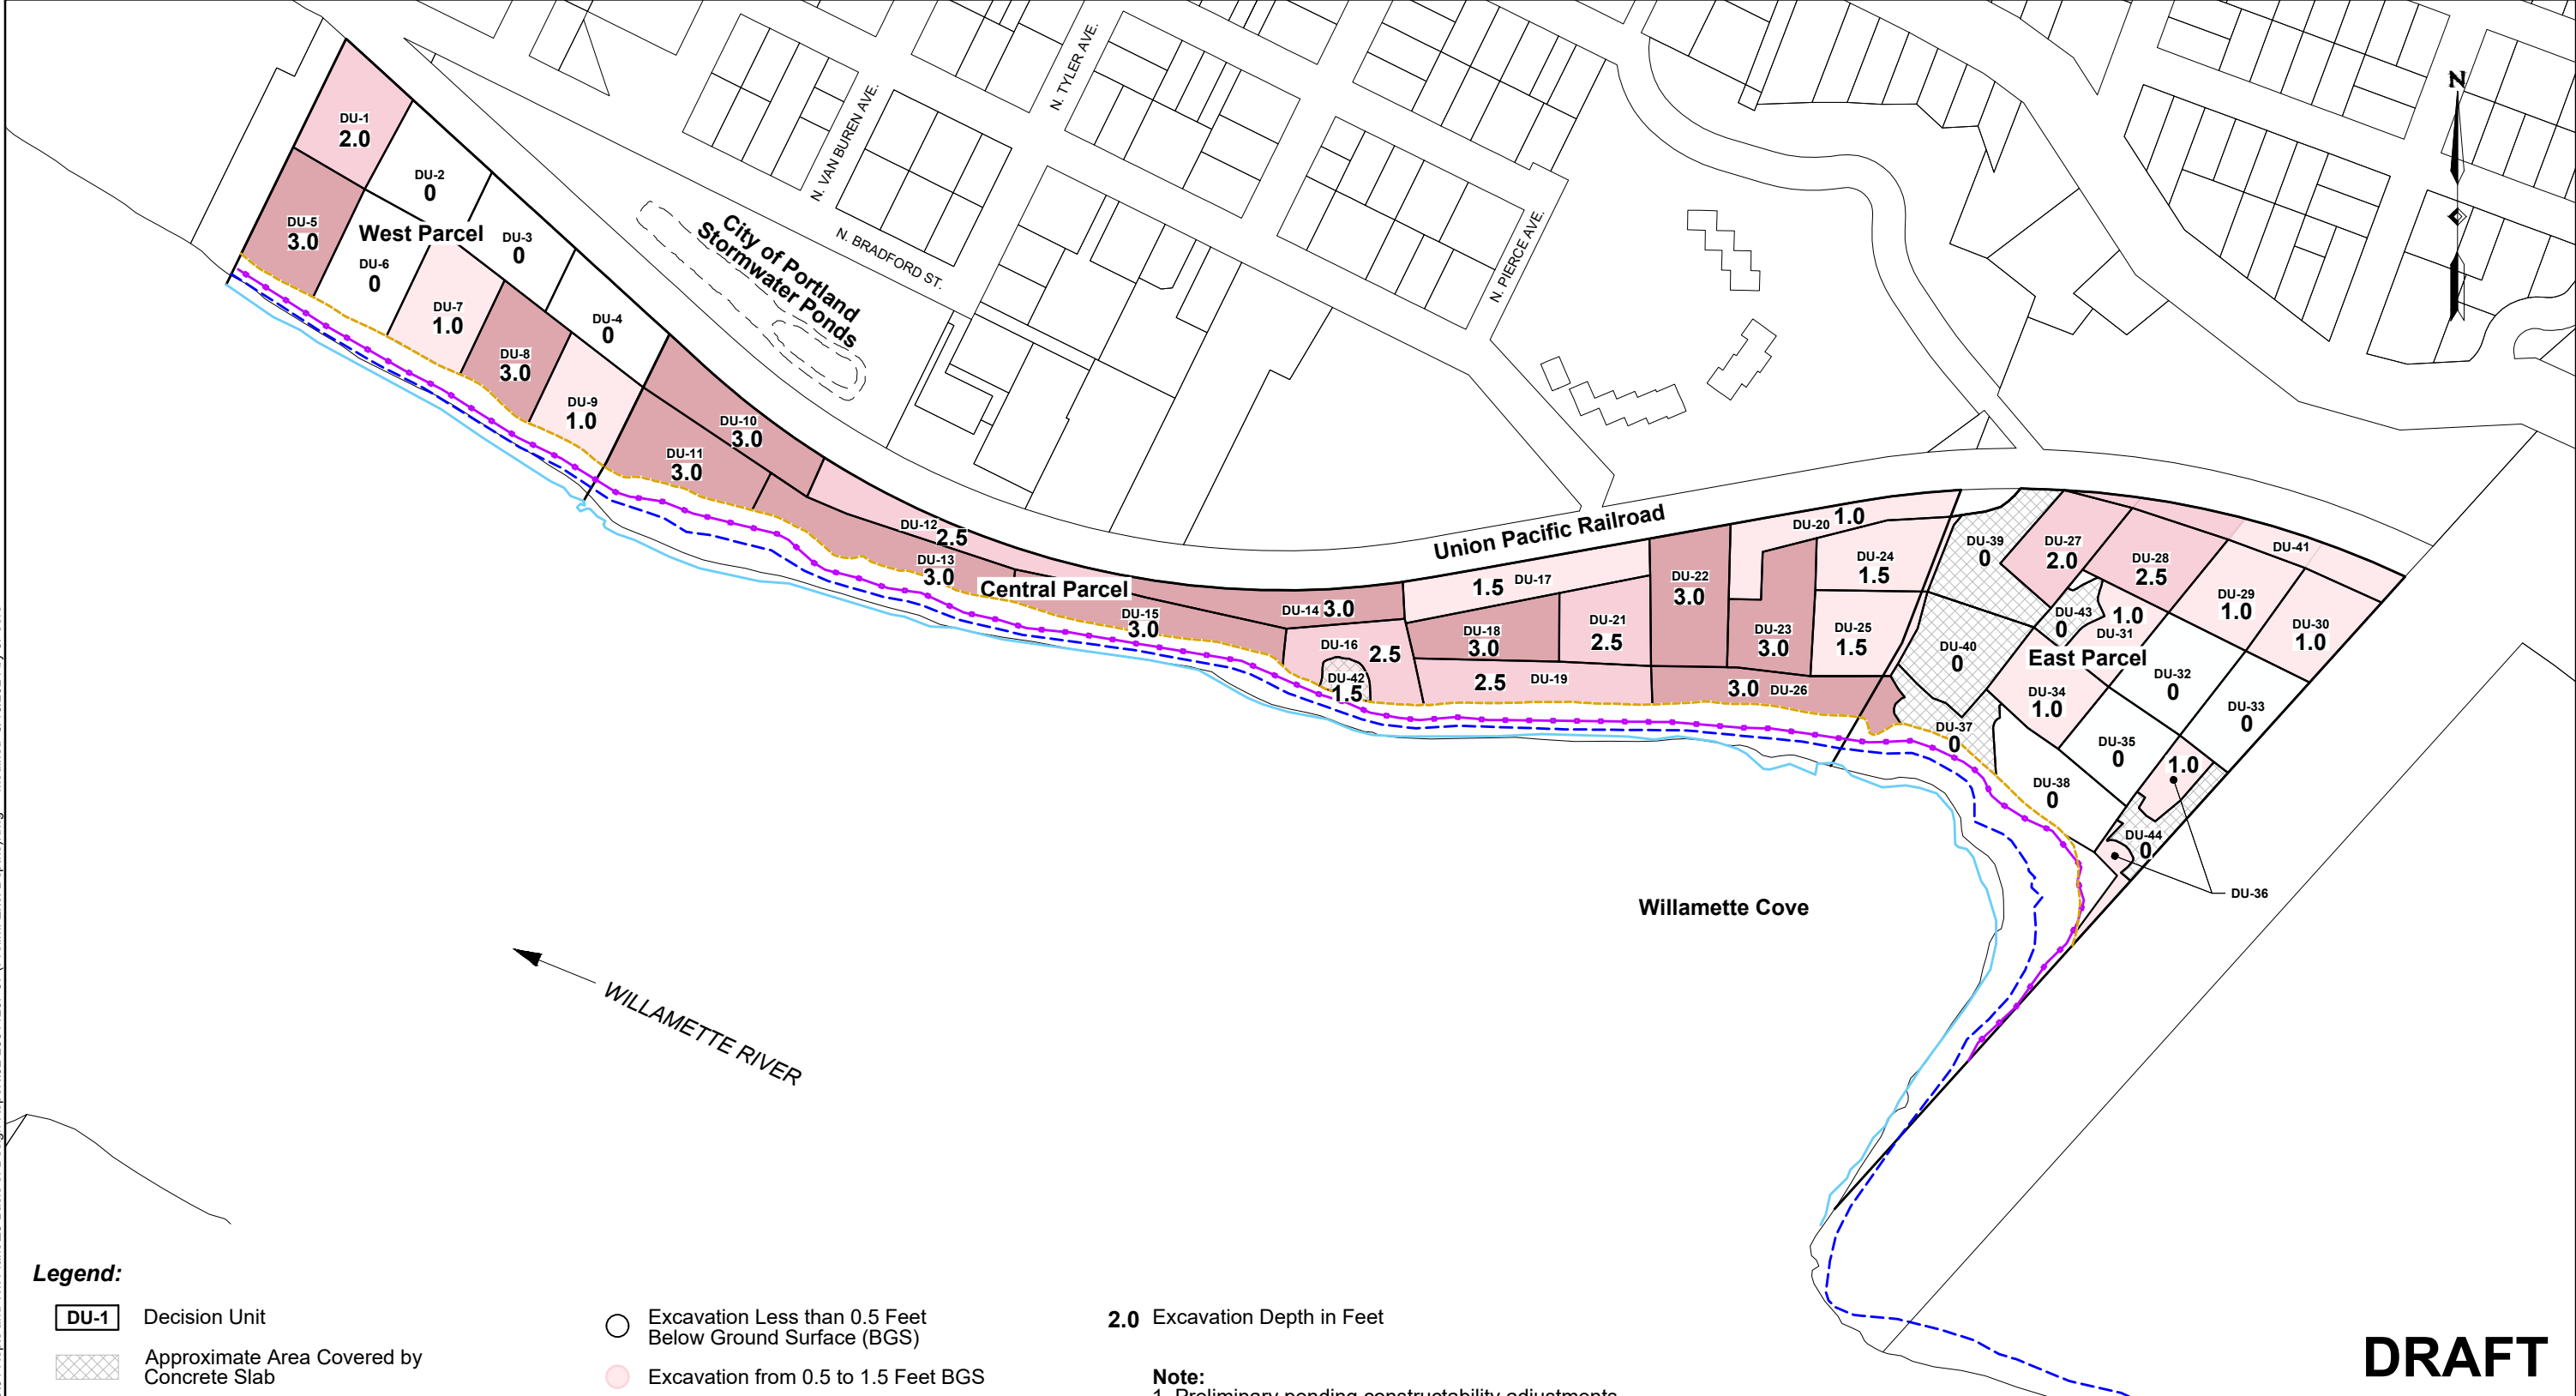 N. TYLER AVE.
N. VAN BUREN AVE.
N. BRADFORD ST.
N. PIERCE AVE.
N
City of Portland
Stormwater Ponds
DU-1
2.0
DU-2
0
DU-5
3.0
West Parcel
DU-3
0
DU-6
0
DU-7
1.0
DU-4
0
DU-8
3.0
DU-9
1.0
DU-10
3.0
DU-11
3.0
DU-12
2.5
DU-13
3.0
Central Parcel
DU-15
3.0
DU-14 3.0
Union Pacific Railroad
1.5 DU-17
DU-16 2.5
DU-42
1.5
DU-18
3.0
DU-21
2.5
2.5 DU-19
DU-22
3.0
DU-20 1.0
DU-23
3.0
DU-24
1.5
DU-25
1.5
3.0 DU-26
DU-39
0
DU-27
2.0
DU-28
2.5
DU-41
DU-29
1.0
DU-30
1.0
DU-43
0
1.0
DU-31
DU-40
0
East Parcel
DU-32
0
DU-34
1.0
DU-33
0
DU-37
0
DU-35
0
1.0
DU-38
0
DU-44
0
DU-36
Willamette Cove
WILLAMETTE RIVER
Legend:
DU-1 Decision Unit
Approximate Area Covered by
Concrete Slab
Excavation Less than 0.5 Feet
Below Ground Surface (BGS)
Excavation from 0.5 to 1.5 Feet BGS
2.0 Excavation Depth in Feet
Note:
1. Preliminary pending constructability adjustments
DRAFT